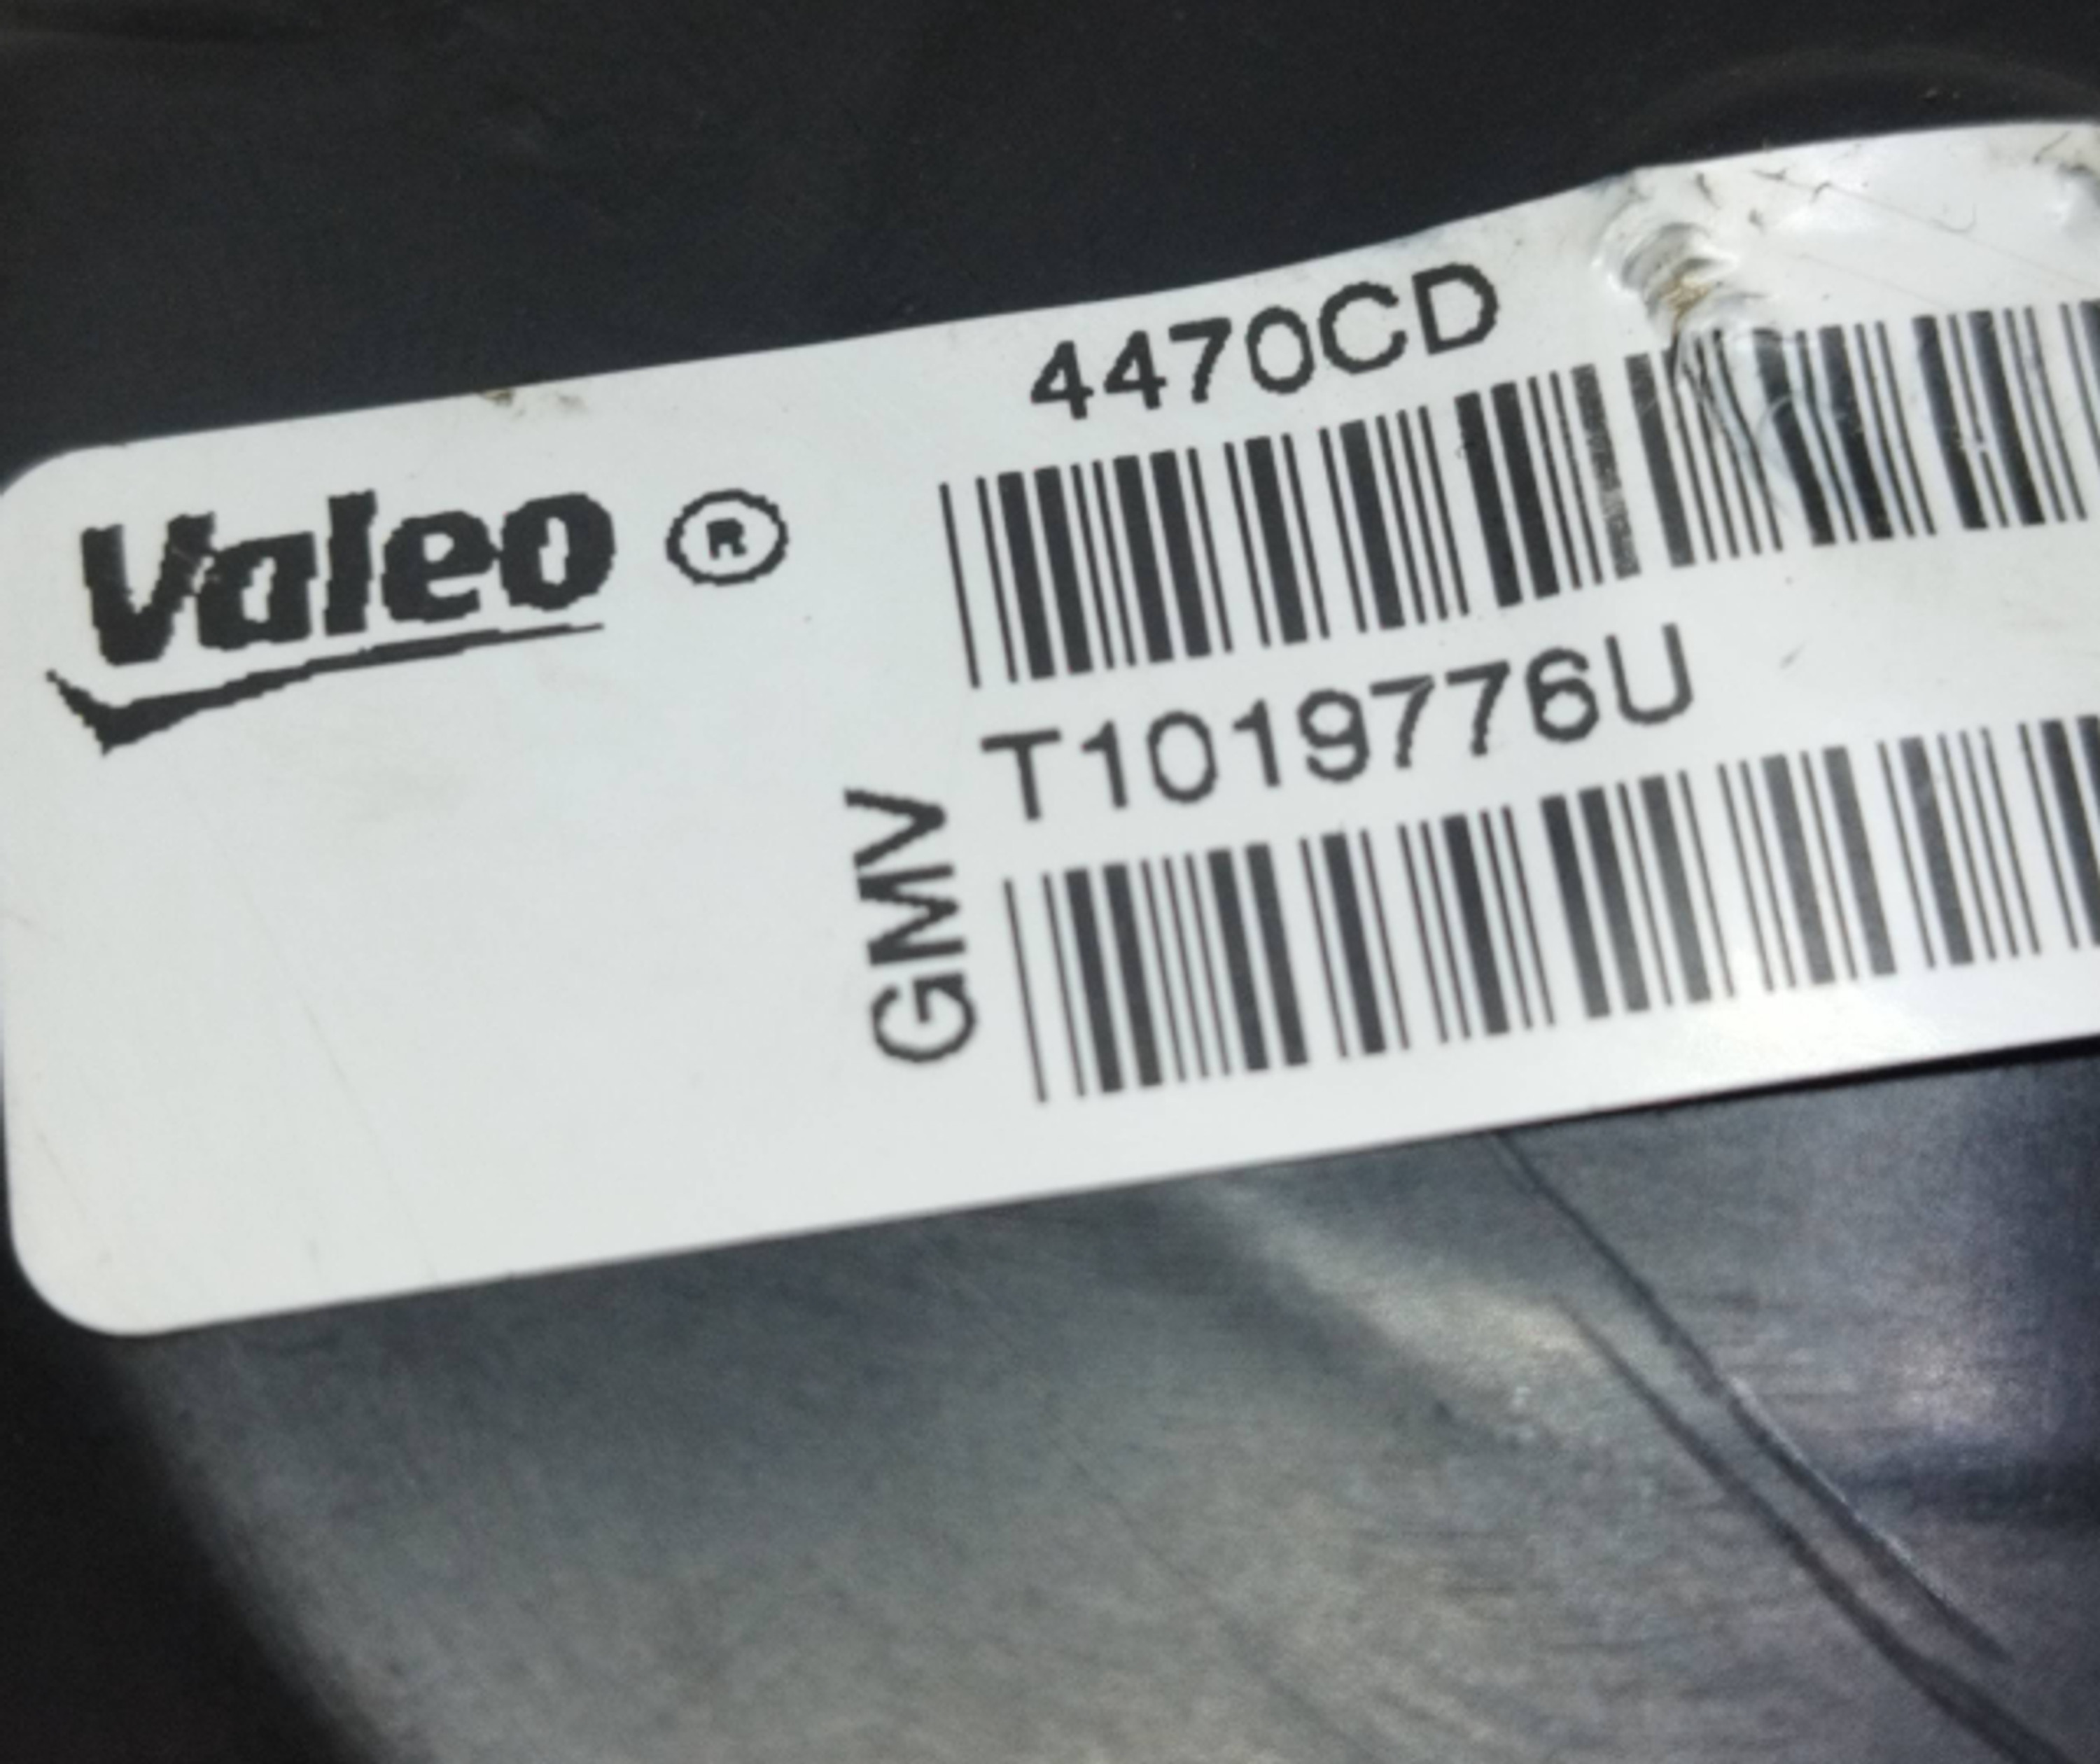 4470CD
Valeo ®
T1019776U
GMV